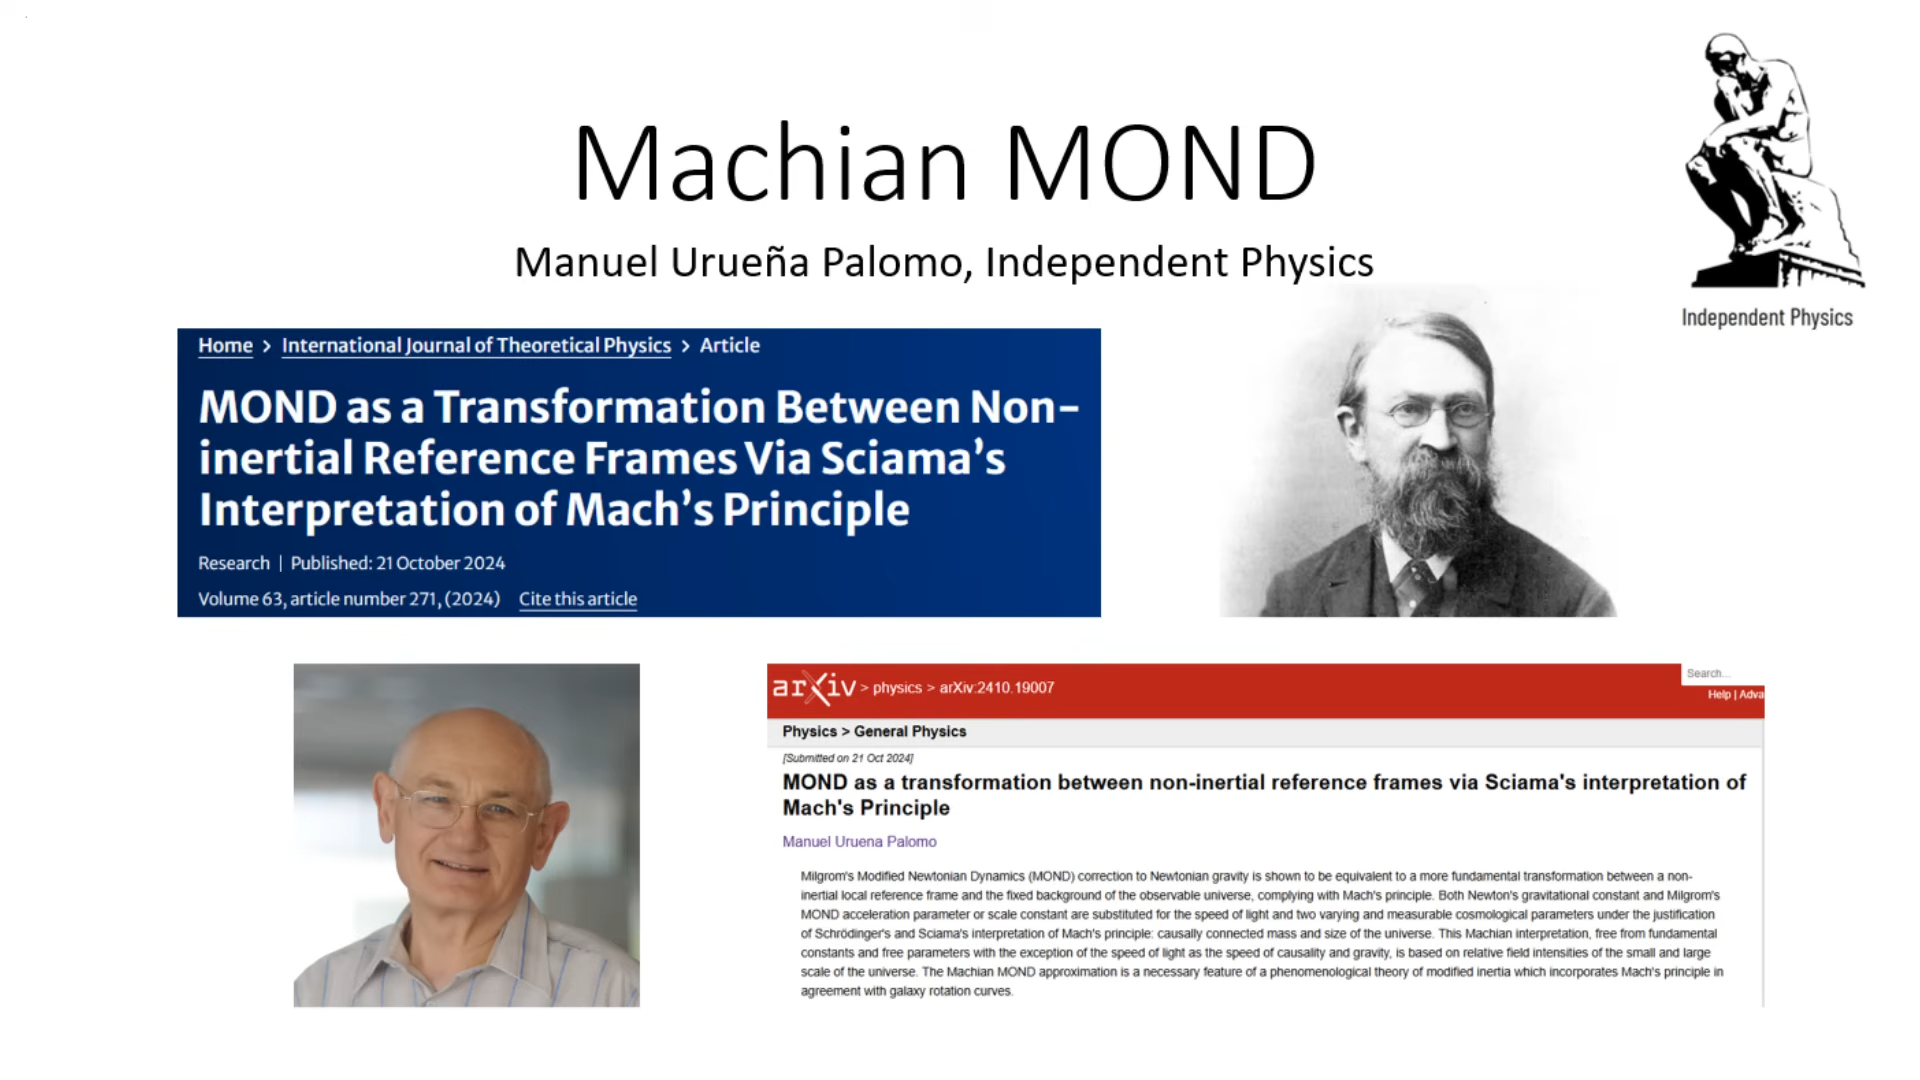 Machian MOND
Manuel Urueña Palomo, Independent Physics
Independent Physics
Home > International Journal of Theoretical Physics > Article
MOND as a Transformation Between Non-
inertial Reference Frames Via Sciama's
Interpretation of Mach's Principle
Research | Published: 21 October 2024
Volume 63, article number 271, (2024) Cite this article
arXiv > physics > arXiv:2410.19007
Search...
Help | Adva
Physics > General Physics
[Submitted on 21 Oct 2024]
MOND as a transformation between non-inertial reference frames via Sciama's interpretation of
Mach's Principle
Manuel Uruena Palomo
Milgrom's Modified Newtonian Dynamics (MOND) correction to Newtonian gravity is shown to be equivalent to a more fundamental transformation between a non-
inertial local reference frame and the fixed background of the observable universe, complying with Mach's principle. Both Newton's gravitational constant and Milgrom's
MOND acceleration parameter or scale constant are substituted for the speed of light and two varying and measurable cosmological parameters under the justification
of Schrödinger's and Sciama's interpretation of Mach's principle: causally connected mass and size of the universe. This Machian interpretation, free from fundamental
constants and free parameters with the exception of the speed of light as the speed of causality and gravity, is based on relative field intensities of the small and large
scale of the universe. The Machian MOND approximation is a necessary feature of a phenomenological theory of modified inertia which incorporates Mach's principle in
agreement with galaxy rotation curves.